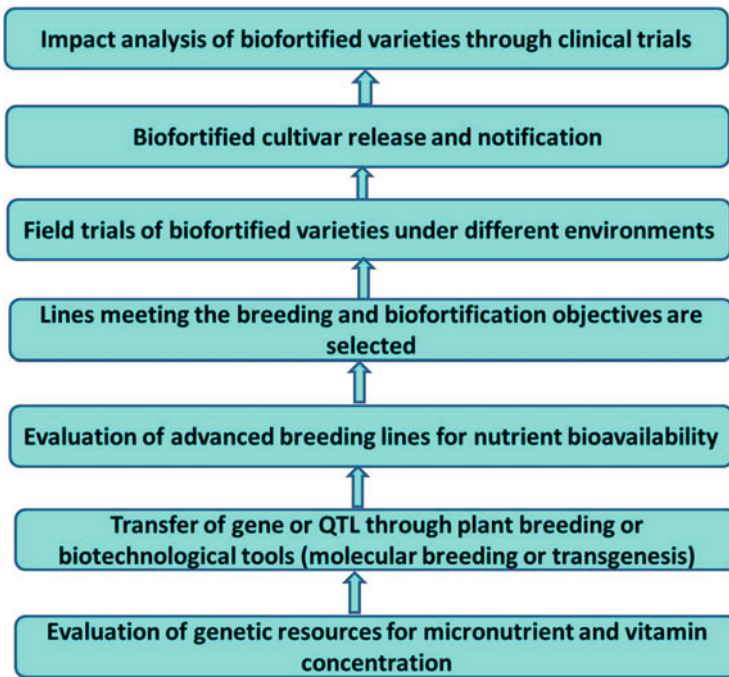 Impact analysis of biofortified varieties through clinical trials
Biofortified cultivar release and notification
Field trials of biofortified varieties under different environments
Lines meeting the breeding and biofortification objectives are
selected
Evaluation of advanced breeding lines for nutrient bioavailability
Transfer of gene or QTL through plant breeding or
biotechnological tools (molecular breeding or transgenesis)
Evaluation of genetic resources for micronutrient and vitamin
concentration